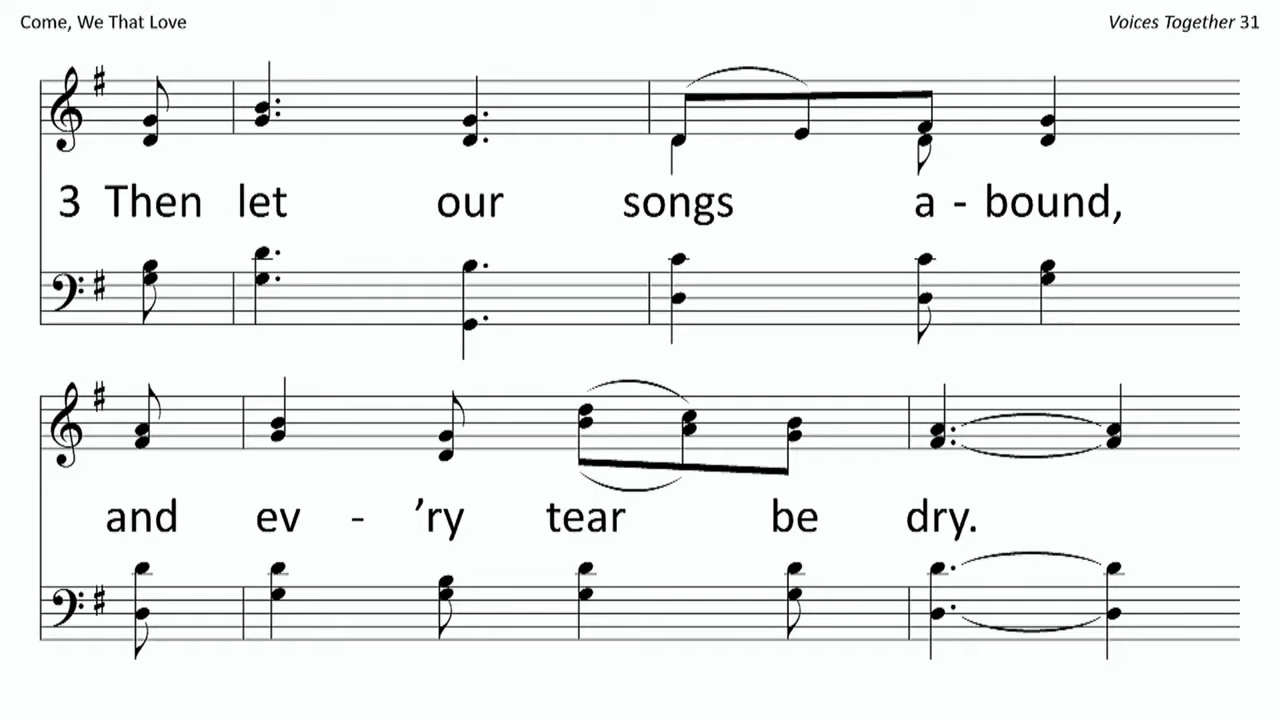 Come, We That Love
Voices Together 31
3 Then let our songs a - bound,
and ev - ’ry tear be dry.